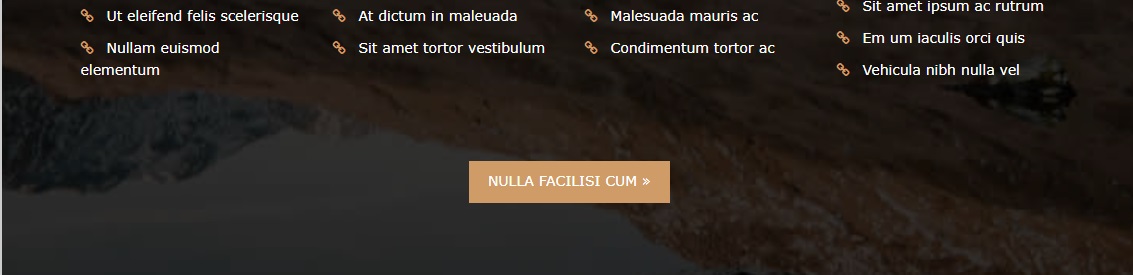 Ut eleifend felis scelerisque
Nullam euismod
elementum
At dictum in maleuada
Sit amet tortor vestibulum
Malesuada mauris ac
Condimentum tortor ac
Sit amet ipsum ac rutrum
Em um iaculis orci quis
Vehicula nibh nulla vel
NULLA FACILISI CUM »